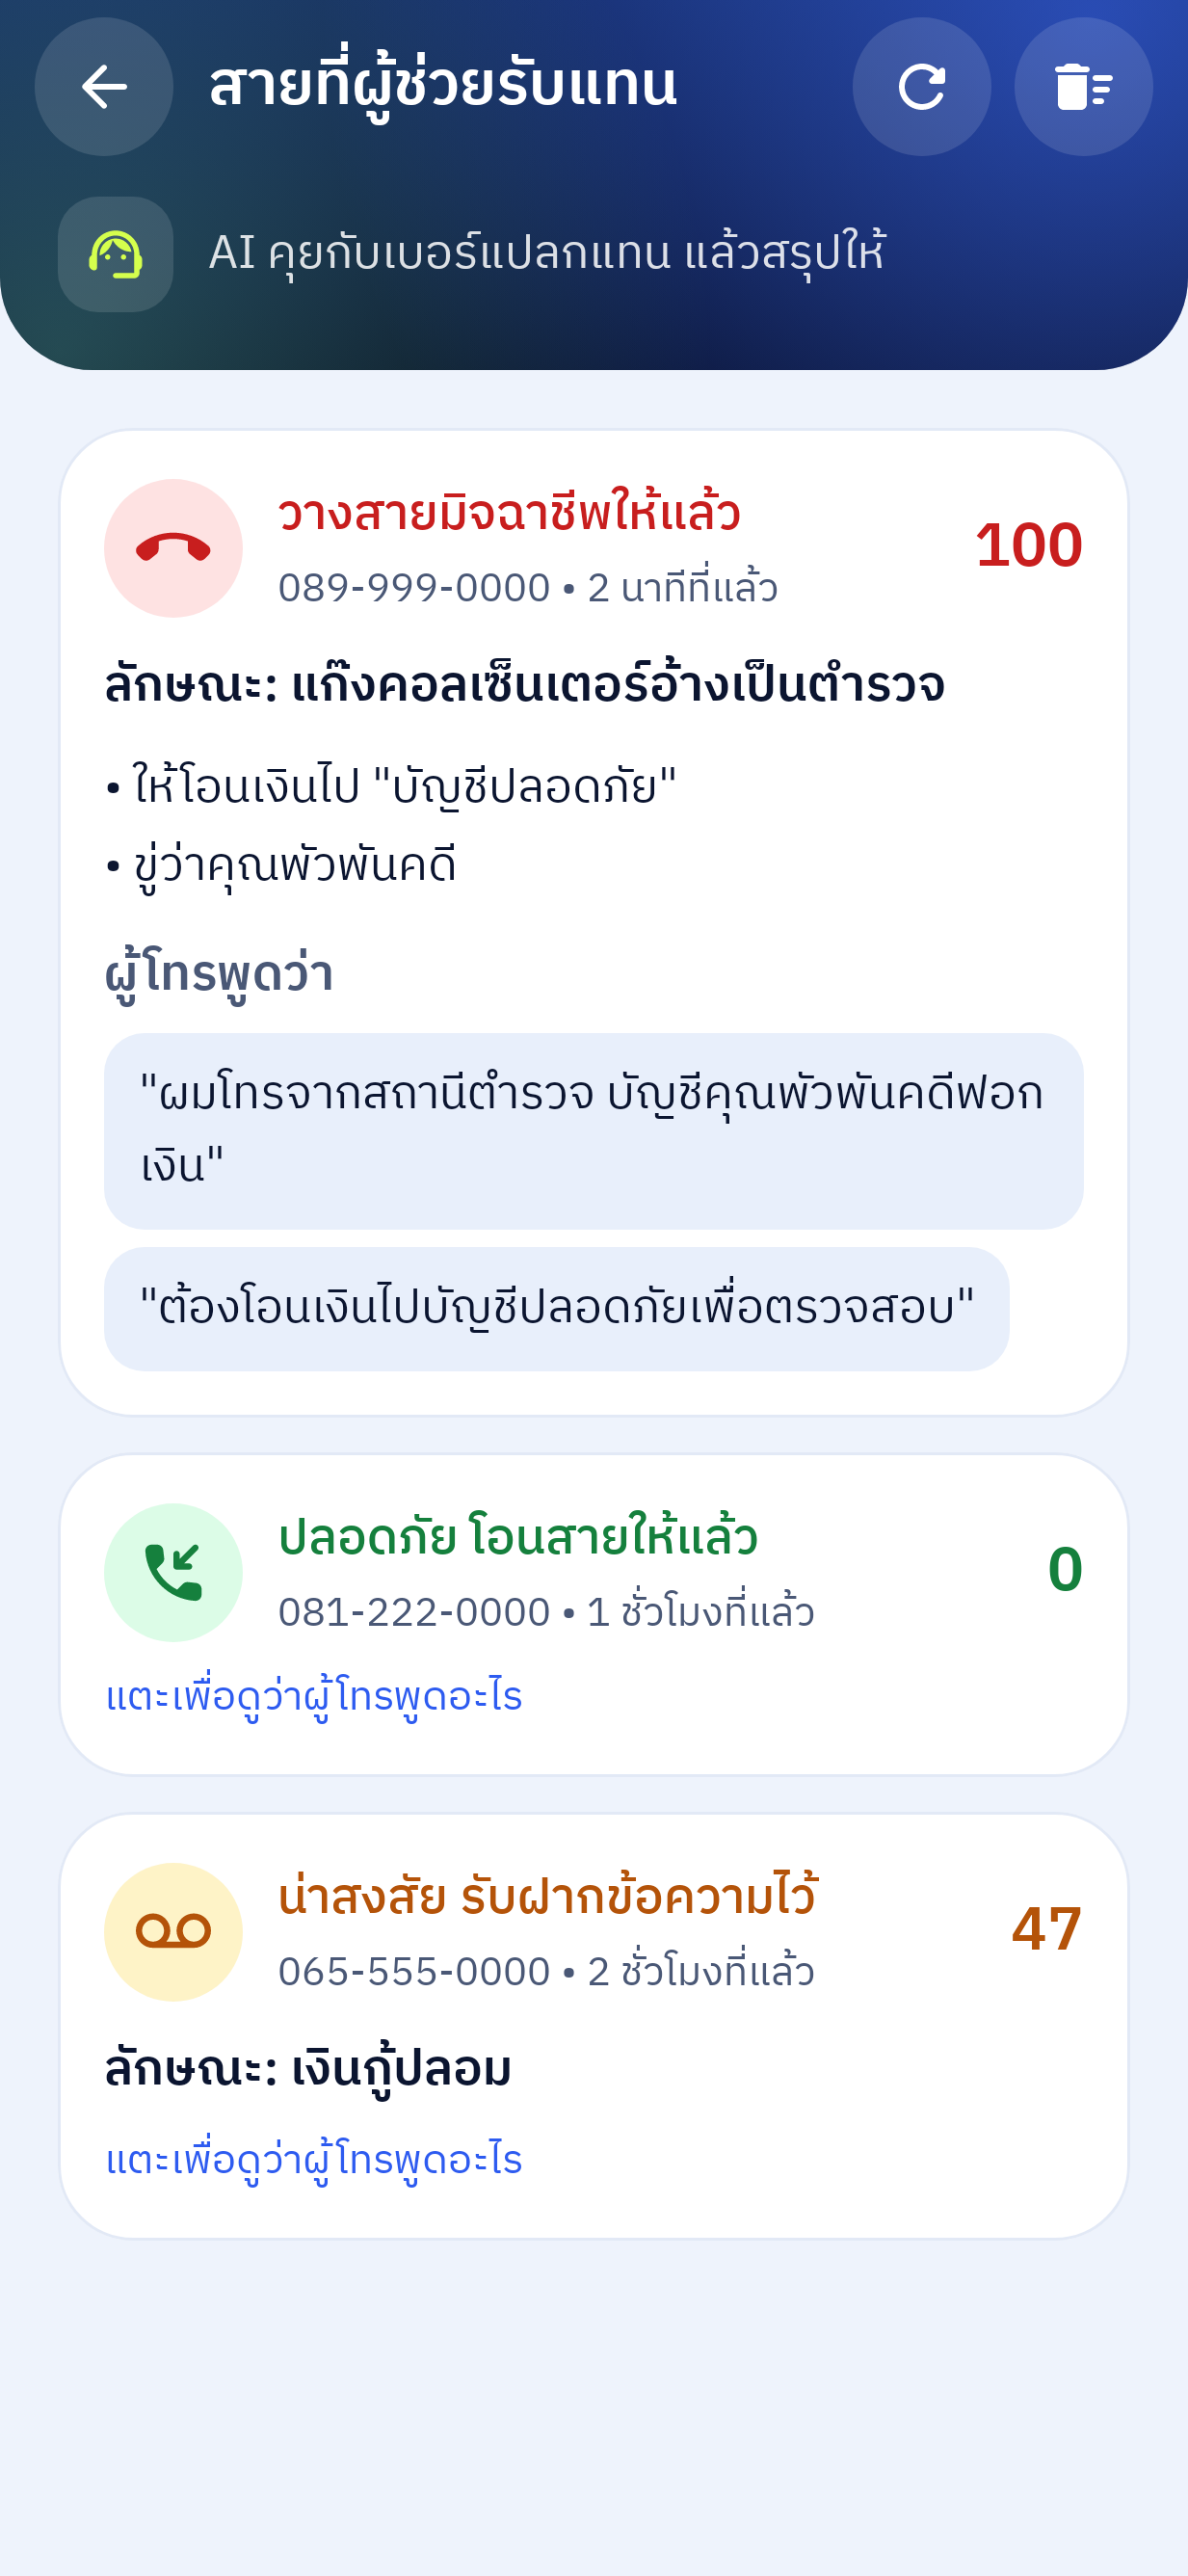 สายที่ผู้ช่วยรับแทน
AI คุยกับเบอร์แปลกแทน แล้วสรุปให้
วางสายมิจฉาชีพให้แล้ว
089-999-0000 • 2 นาทีที่แล้ว
100
ลักษณะ: แก๊งคอลเซ็นเตอร์อ้างเป็นตำรวจ
• ให้โอนเงินไป "บัญชีปลอดภัย"
• ขู่ว่าคุณพัวพันคดี
ผู้โทรพูดว่า
"ผมโทรจากสถานีตำรวจ บัญชีคุณพัวพันคดีฟอก
เงิน"
"ต้องโอนเงินไปบัญชีปลอดภัยเพื่อตรวจสอบ"
ปลอดภัย โอนสายให้แล้ว
081-222-0000 • 1 ชั่วโมงที่แล้ว
0
แตะเพื่อดูว่าผู้โทรพูดอะไร
น่าสงสัย รับฝากข้อความไว้
065-555-0000 • 2 ชั่วโมงที่แล้ว
47
ลักษณะ: เงินกู้ปลอม
แตะเพื่อดูว่าผู้โทรพูดอะไร